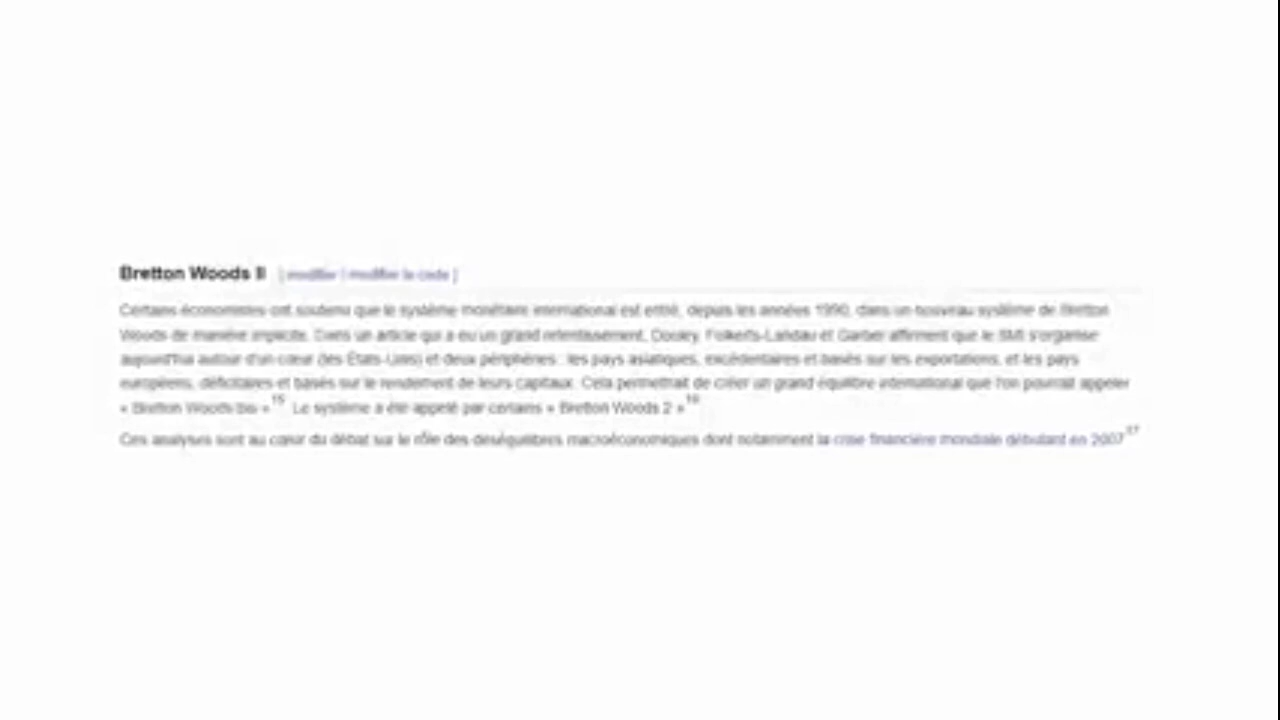 Bretton Woods II [ modifier | modifier le code ]
Certains économistes ont soutenu que le système monétaire international est entré, depuis les années 1990, dans un nouveau système de Bretton
Woods de manière implicite. Dans un article qui a eu un grand retentissement, Dooley, Folkerts-Landau et Garber affirment que le SMI s'organise
aujourd'hui autour d'un cœur (les États-Unis) et deux périphéries : les pays asiatiques, excédentaires et basés sur les exportations, et les pays
européens, déficitaires et basés sur le rendement de leurs capitaux. Cela permettrait de créer un grand équilibre international que l'on pourrait appeler
« Bretton Woods bis »15. Le système a été appelé par certains « Bretton Woods 2 »16.
Ces analyses sont au cœur du débat sur le rôle des déséquilibres macroéconomiques dont notamment la crise financière mondiale débutant en 200717